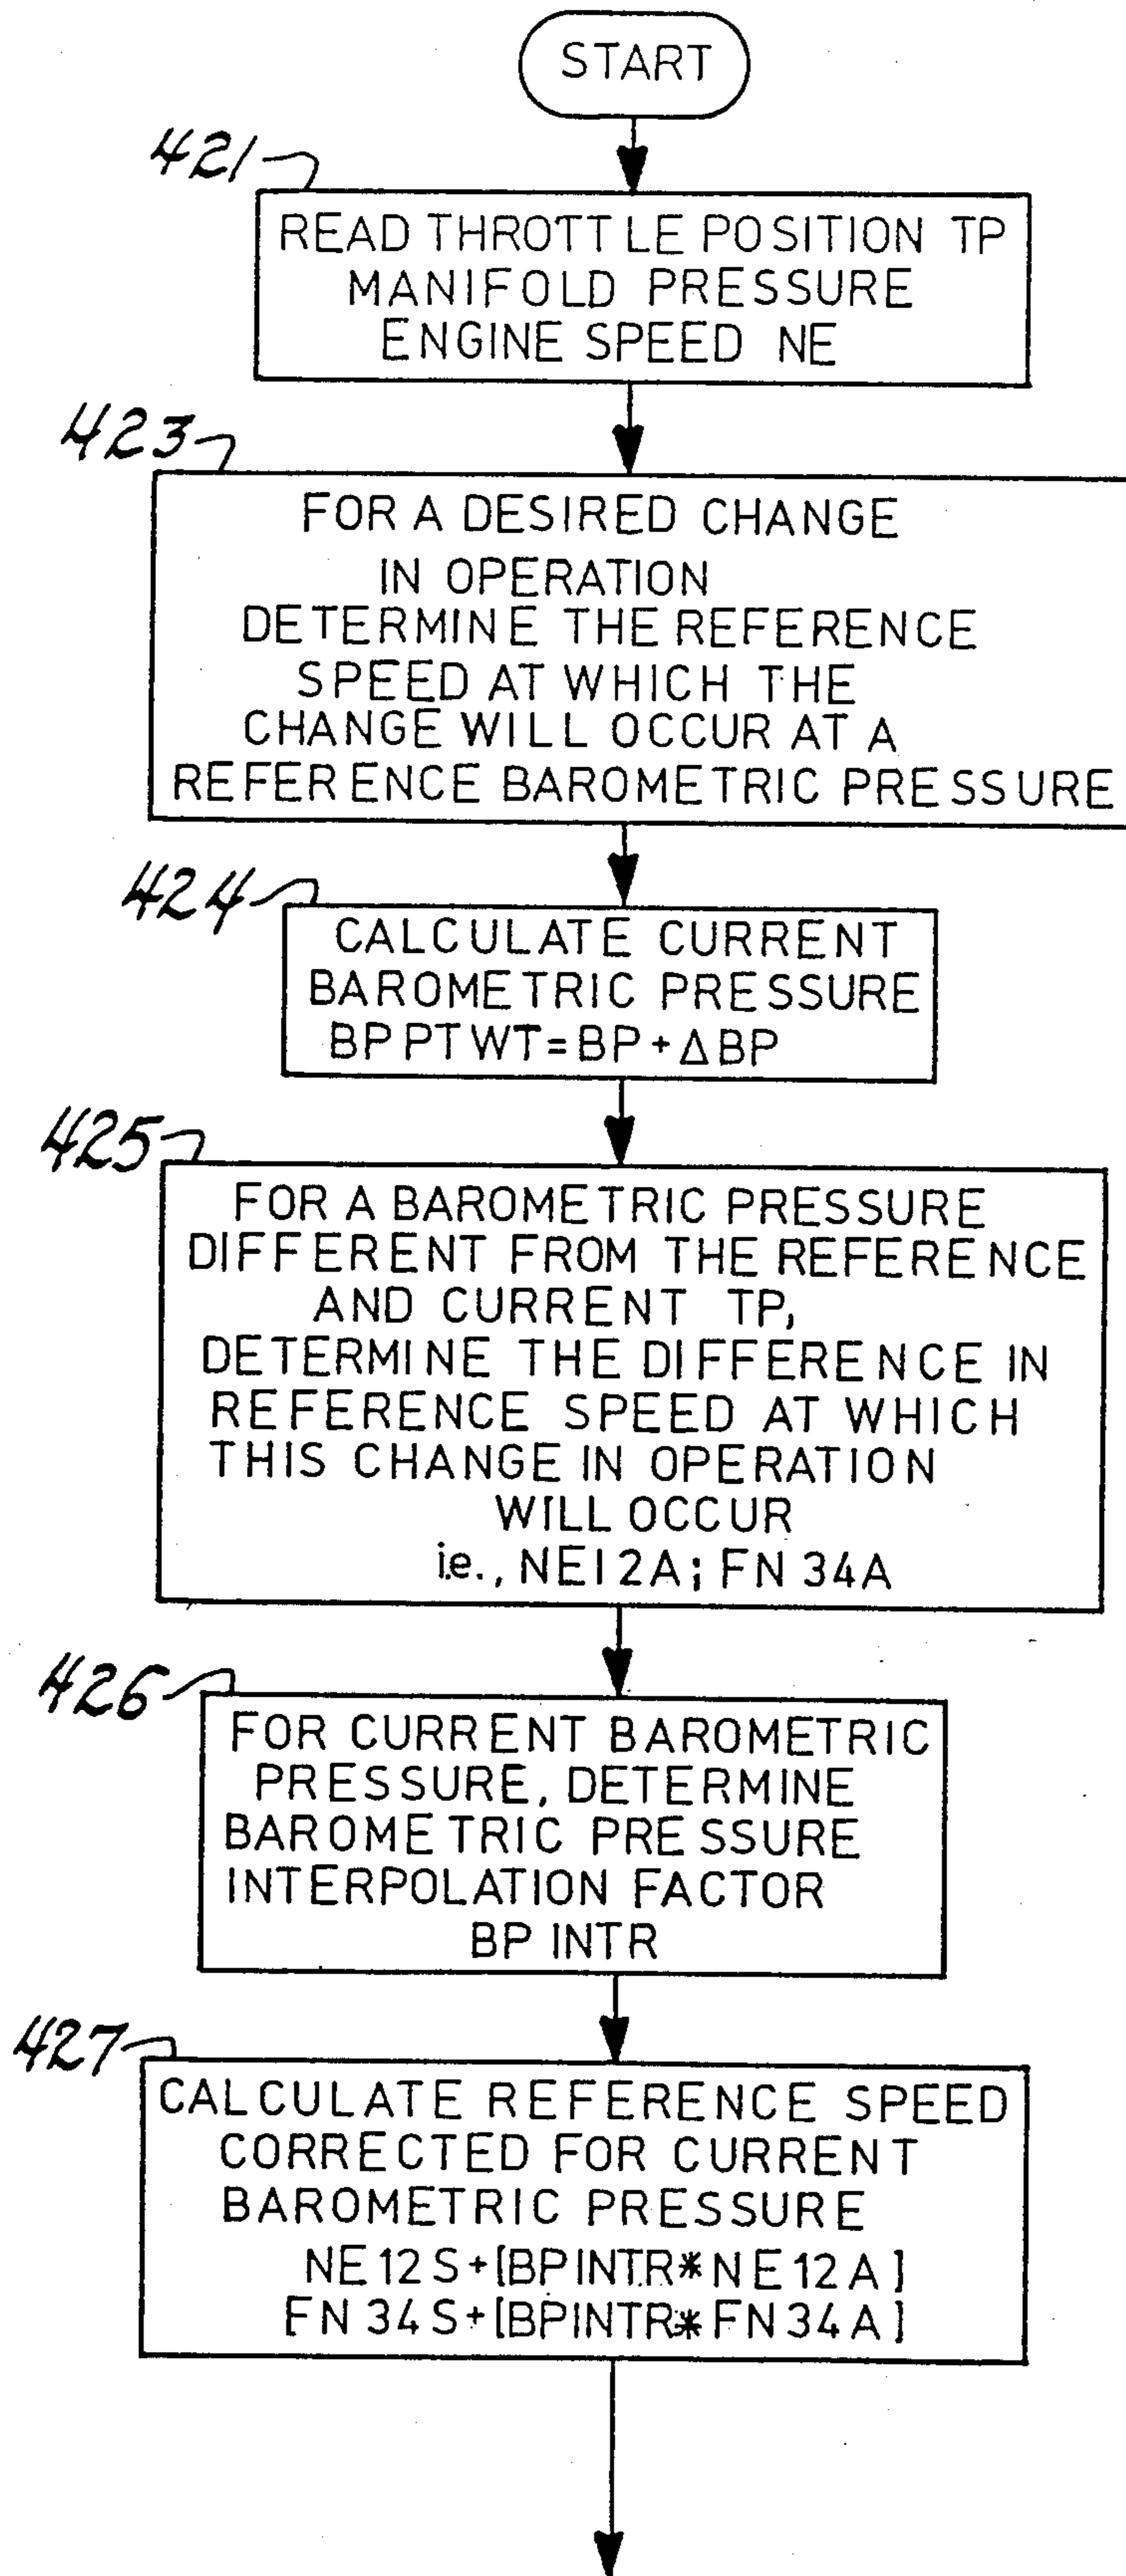 START
421
READ THROTTLE POSITION TP
MANIFOLD PRESSURE
ENGINE SPEED NE
423
FOR A DESIRED CHANGE
IN OPERATION
DETERMINE THE REFERENCE
SPEED AT WHICH THE
CHANGE WILL OCCUR AT A
REFERENCE BAROMETRIC PRESSURE
424
CALCULATE CURRENT
BAROMETRIC PRESSURE
BPPTWT=BP+ΔBP
425
FOR A BAROMETRIC PRESSURE
DIFFERENT FROM THE REFERENCE
AND CURRENT TP,
DETERMINE THE DIFFERENCE IN
REFERENCE SPEED AT WHICH
THIS CHANGE IN OPERATION
WILL OCCUR
i.e., NE12A; FN34A
426
FOR CURRENT BAROMETRIC
PRESSURE, DETERMINE
BAROMETRIC PRESSURE
INTERPOLATION FACTOR
BPINTR
427
CALCULATE REFERENCE SPEED
CORRECTED FOR CURRENT
BAROMETRIC PRESSURE
NE12S+[BPINTR*NE12A]
FN34S+[BPINTR*FN34A]